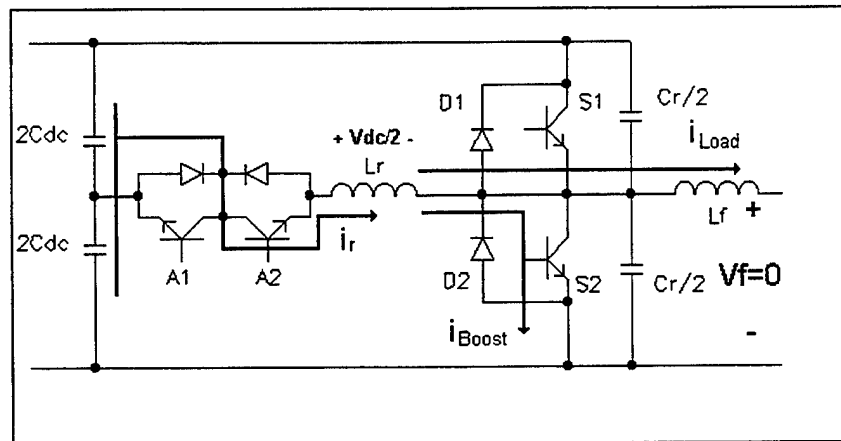 D1
S1
Cr/2
2Cdc
+ Vdc/2 -
Lr
iLoad
Lf
+
2Cdc
ir
A1
A2
D2
S2
Cr/2
Vf=0
-
iBoost